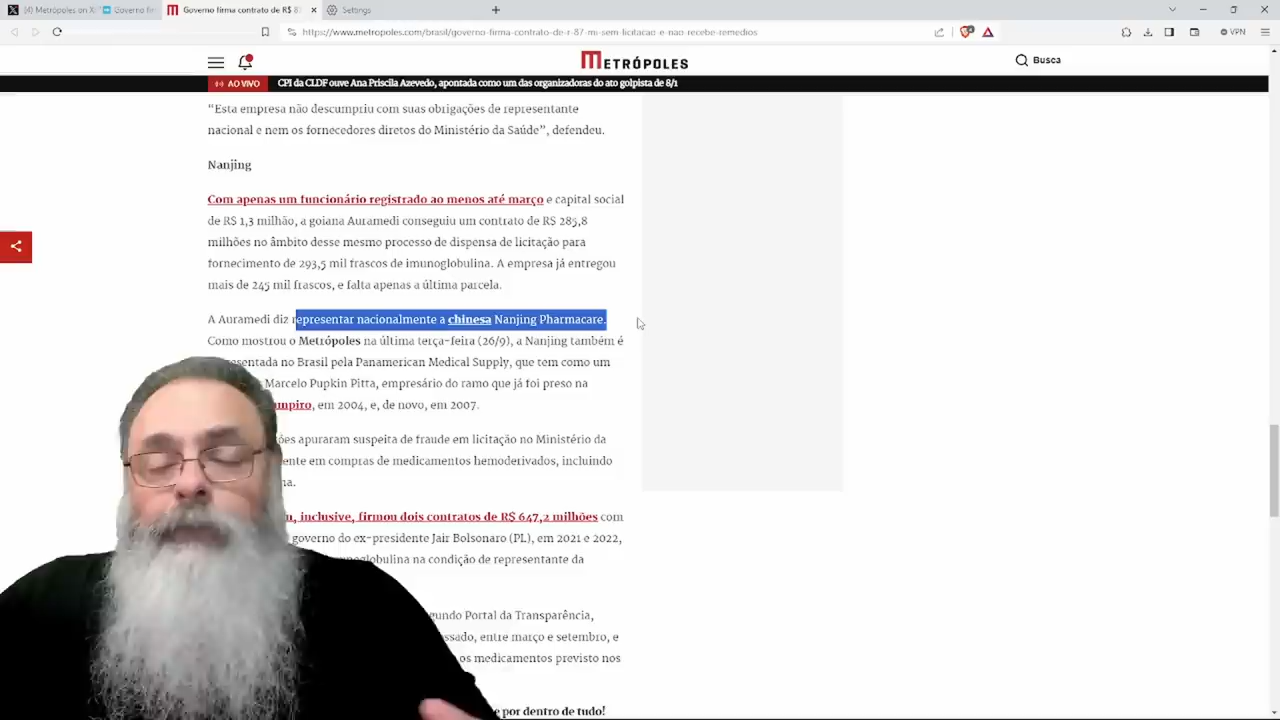 (4) Metrópoles on X:
Governo fir
Governo firma contrato de R$ 8
Settings
https://www.metropoles.com/brasil/governo-firma-contrato-de-r-87-mi-sem-licitacao-e-nao-recebe-remedios
VPN
METRÓPOLES
Busca
AO VIVO
CPI da CLDF ouve Ana Priscila Azevedo, apontada como um das organizadoras do ato golpista de 8/1
“Esta empresa não descumpriu com suas obrigações de representante
nacional e nem os fornecedores diretos do Ministério da Saúde”, defendeu.
Nanjing
Com apenas um funcionário registrado ao menos até março e capital social
de R$ 1,3 milhão, a goiana Auramedi conseguiu um contrato de R$ 285,8
milhões no âmbito desse mesmo processo de dispensa de licitação para
fornecimento de 293,5 mil frascos de imunoglobulina. A empresa já entregou
mais de 245 mil frascos, e falta apenas a última parcela.
A Auramedi diz representar nacionalmente a chinesa Nanjing Pharmacare.
Como mostrou o Metrópoles na última terça-feira (26/9), a Nanjing também é
presentada no Brasil pela Panamerican Medical Supply, que tem como um
Marcelo Pupkin Pitta, empresário do ramo que já foi preso na
mpiro, em 2004, e, de novo, em 2007.
ões apuraram suspeita de fraude em licitação no Ministério da
ente em compras de medicamentos hemoderivados, incluindo
na.
, inclusive, firmou dois contratos de R$ 647,2 milhões com
governo do ex-presidente Jair Bolsonaro (PL), em 2021 e 2022,
noglobulina na condição de representante da
gundo Portal da Transparência,
ssado, entre março e setembro, e
os medicamentos previsto nos
e por dentro de tudo!